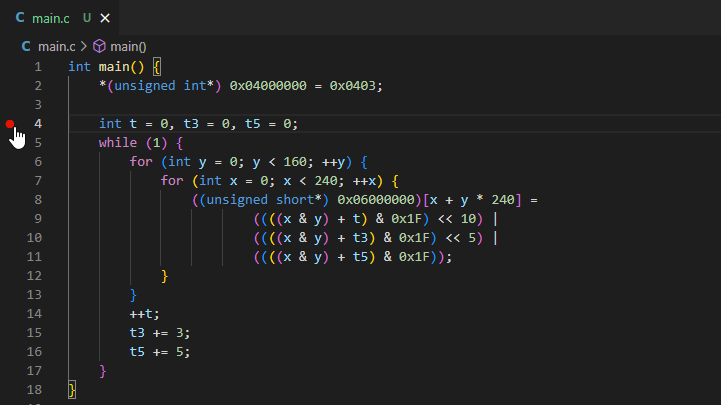 C main.c U ×
C main.c > main()
1 int main() {
2     *(unsigned int*) 0x04000000 = 0x0403;
3
4     int t = 0, t3 = 0, t5 = 0;
5     while (1) {
6         for (int y = 0; y < 160; ++y) {
7             for (int x = 0; x < 240; ++x) {
8                 ((unsigned short*) 0x06000000)[x + y * 240] =
9                         ((((x & y) + t) & 0x1F) << 10) |
10                         ((((x & y) + t3) & 0x1F) << 5) |
11                         ((((x & y) + t5) & 0x1F));
12             }
13         }
14         ++t;
15         t3 += 3;
16         t5 += 5;
17     }
18 }